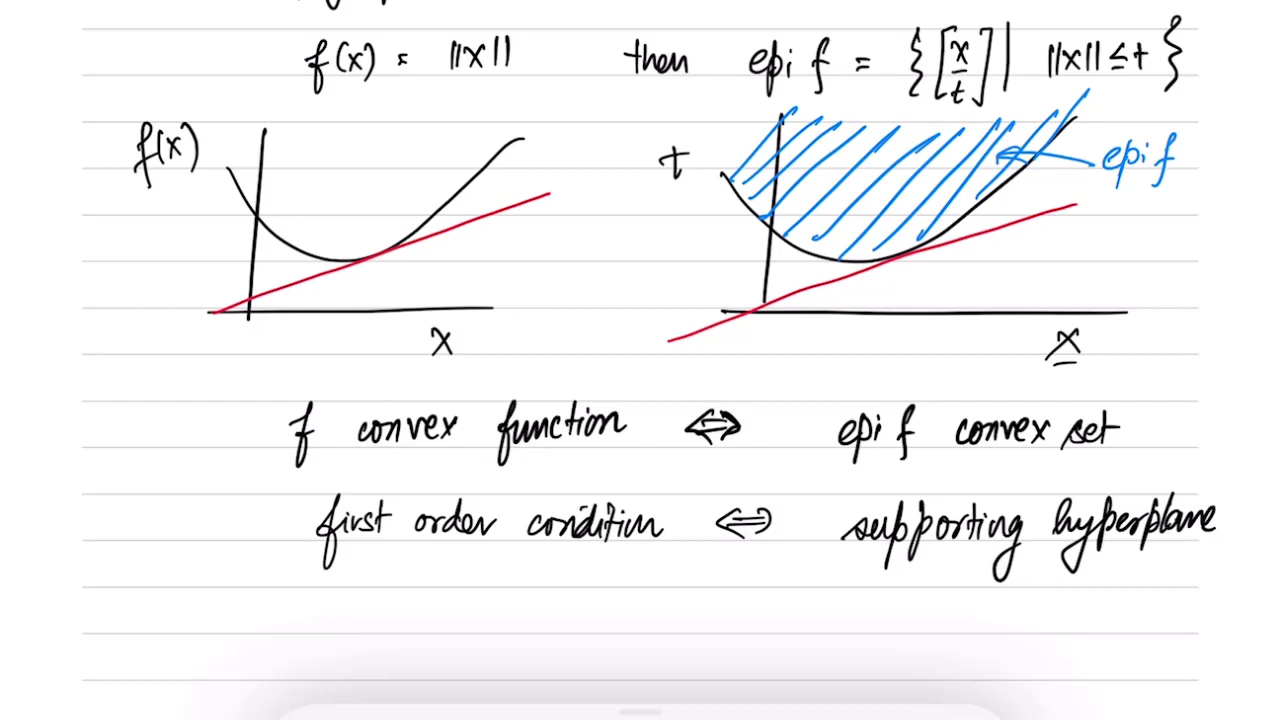 f(x) = ||x|| then epi f = { [x/t] | ||x|| ≤ t }
f(x)
t
epi f
x
x
f convex function ⇔ epi f convex set
first order condition ⇔ supporting hyperplane